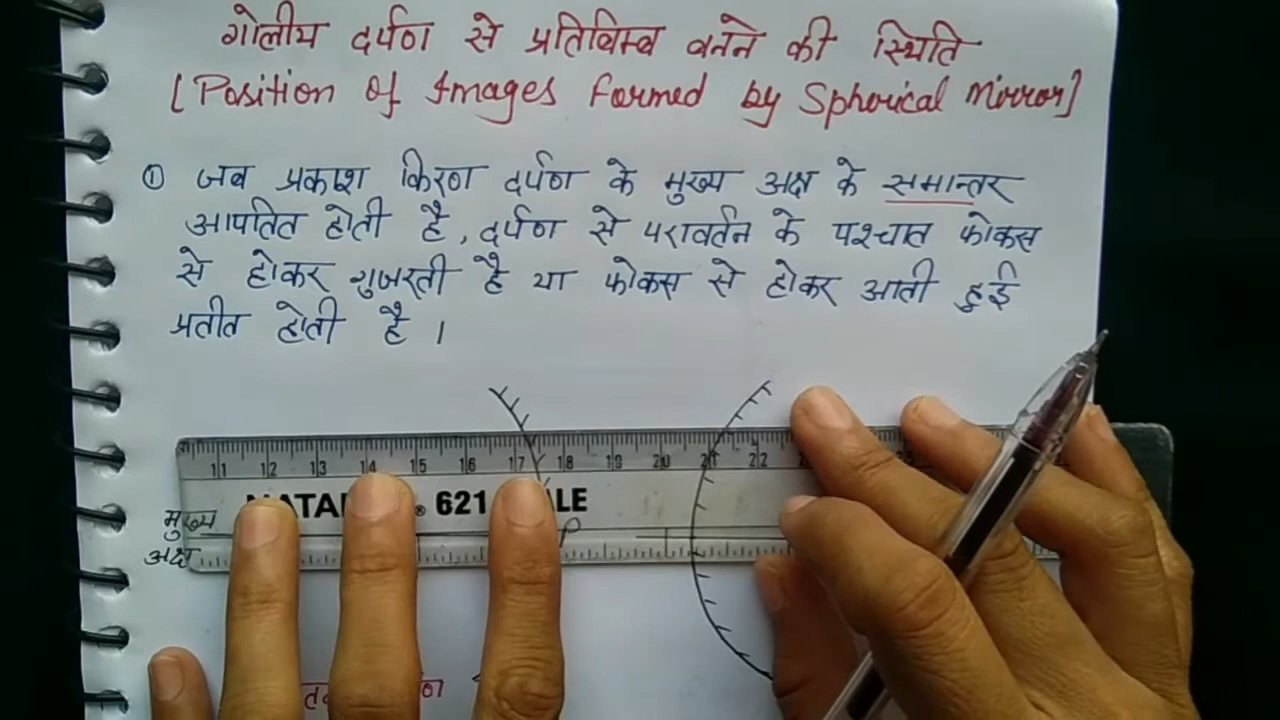 गोलीय दर्पण से प्रतिविम्व वनने की स्थिति
[Position of Images formed by Spherical Mirror]
① जव प्रकाश किरण दर्पण के मुख्य अक्ष के समान्तर
आपतित होती है, दर्पण से परावर्तन के पश्चात फोकस
से होकर गुजरती है या फोकस से होकर आती हुई
प्रतीत होती है ।
11 12 13 14 15 16 17 18 19 20 21 22
621
मुख्य P
अक्ष